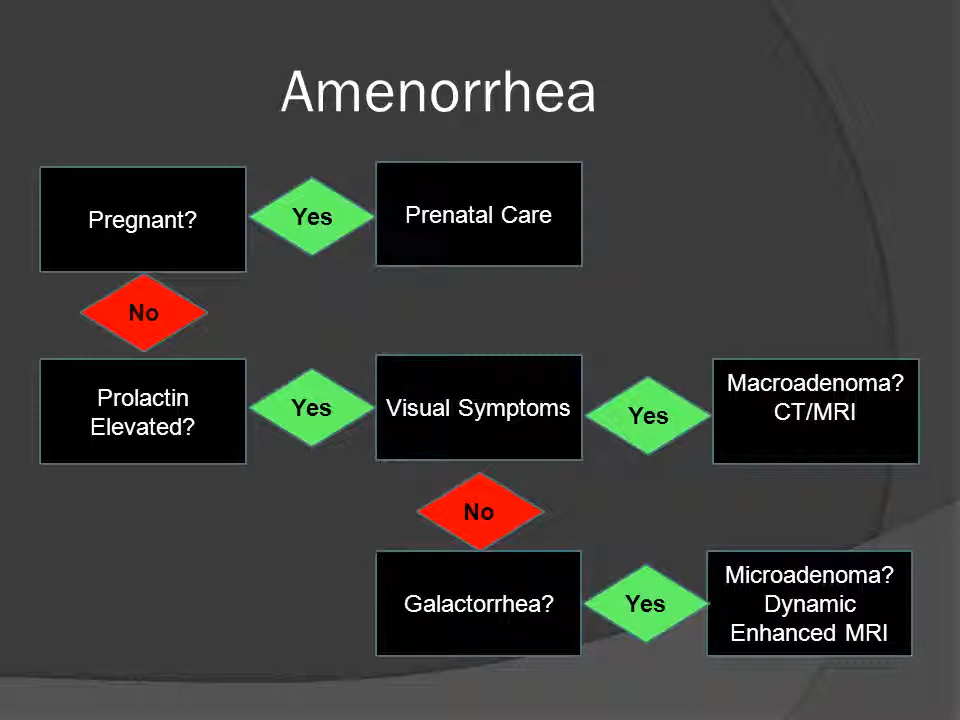 Amenorrhea
Pregnant?
Yes
Prenatal Care
No
Prolactin
Elevated?
Yes
Visual Symptoms
Yes
Macroadenoma?
CT/MRI
No
Galactorrhea?
Yes
Microadenoma?
Dynamic
Enhanced MRI